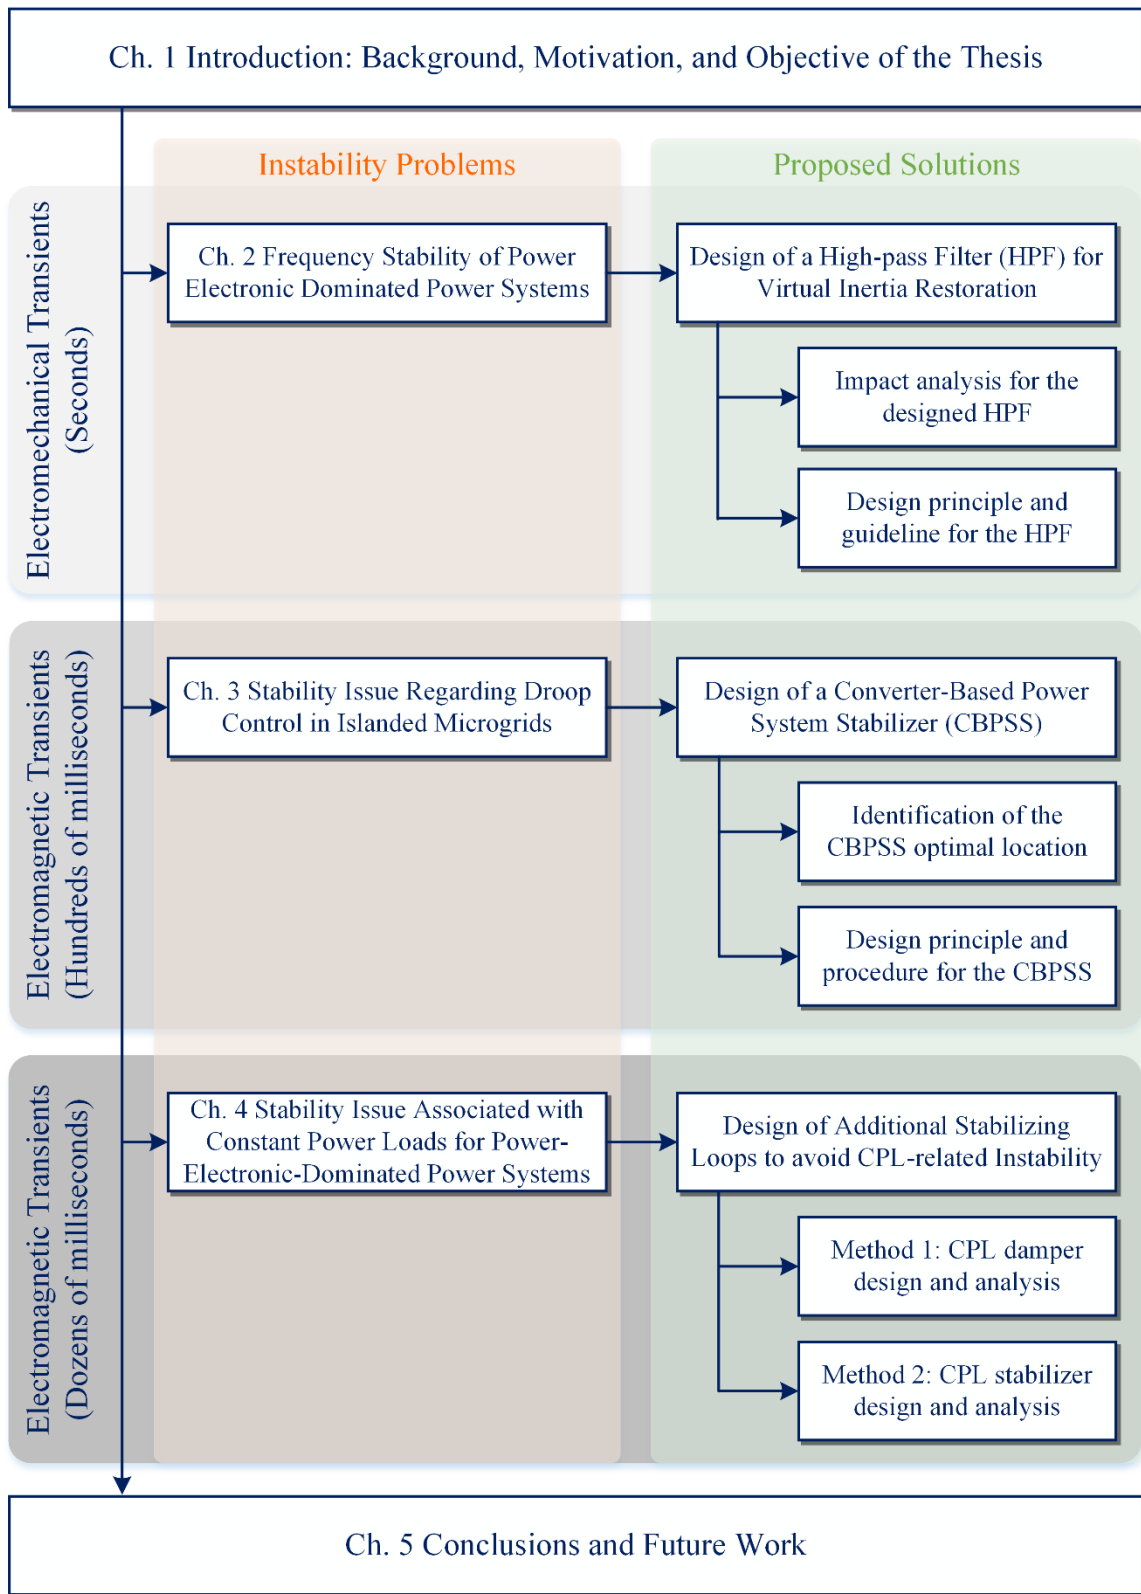 Ch. 1 Introduction: Background, Motivation, and Objective of the Thesis
Instability Problems
Proposed Solutions
Electromechanical Transients
(Seconds)
Ch. 2 Frequency Stability of Power
Electronic Dominated Power Systems
Design of a High-pass Filter (HPF) for
Virtual Inertia Restoration
Impact analysis for the
designed HPF
Design principle and
guideline for the HPF
Electromagnetic Transients
(Hundreds of milliseconds)
Ch. 3 Stability Issue Regarding Droop
Control in Islanded Microgrids
Design of a Converter-Based Power
System Stabilizer (CBPSS)
Identification of the
CBPSS optimal location
Design principle and
procedure for the CBPSS
Electromagnetic Transients
(Dozens of milliseconds)
Ch. 4 Stability Issue Associated with
Constant Power Loads for Power-
Electronic-Dominated Power Systems
Design of Additional Stabilizing
Loops to avoid CPL-related Instability
Method 1: CPL damper
design and analysis
Method 2: CPL stabilizer
design and analysis
Ch. 5 Conclusions and Future Work